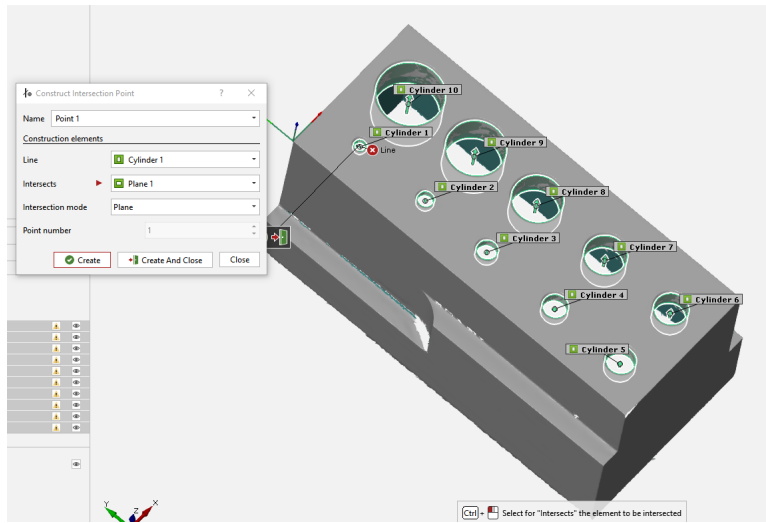 Construct Intersection Point
?
Name
Point 1
Construction elements
Line
Cylinder 1
Intersects
Plane 1
Intersection mode
Plane
Point number
1
Create
Create And Close
Close
Cylinder 10
Cylinder 1
Line
Cylinder 9
Cylinder 2
Cylinder 8
Cylinder 3
Cylinder 7
Cylinder 4
Cylinder 6
Cylinder 5
Y
Z
X
Ctrl + Select for "Intersects" the element to be intersected